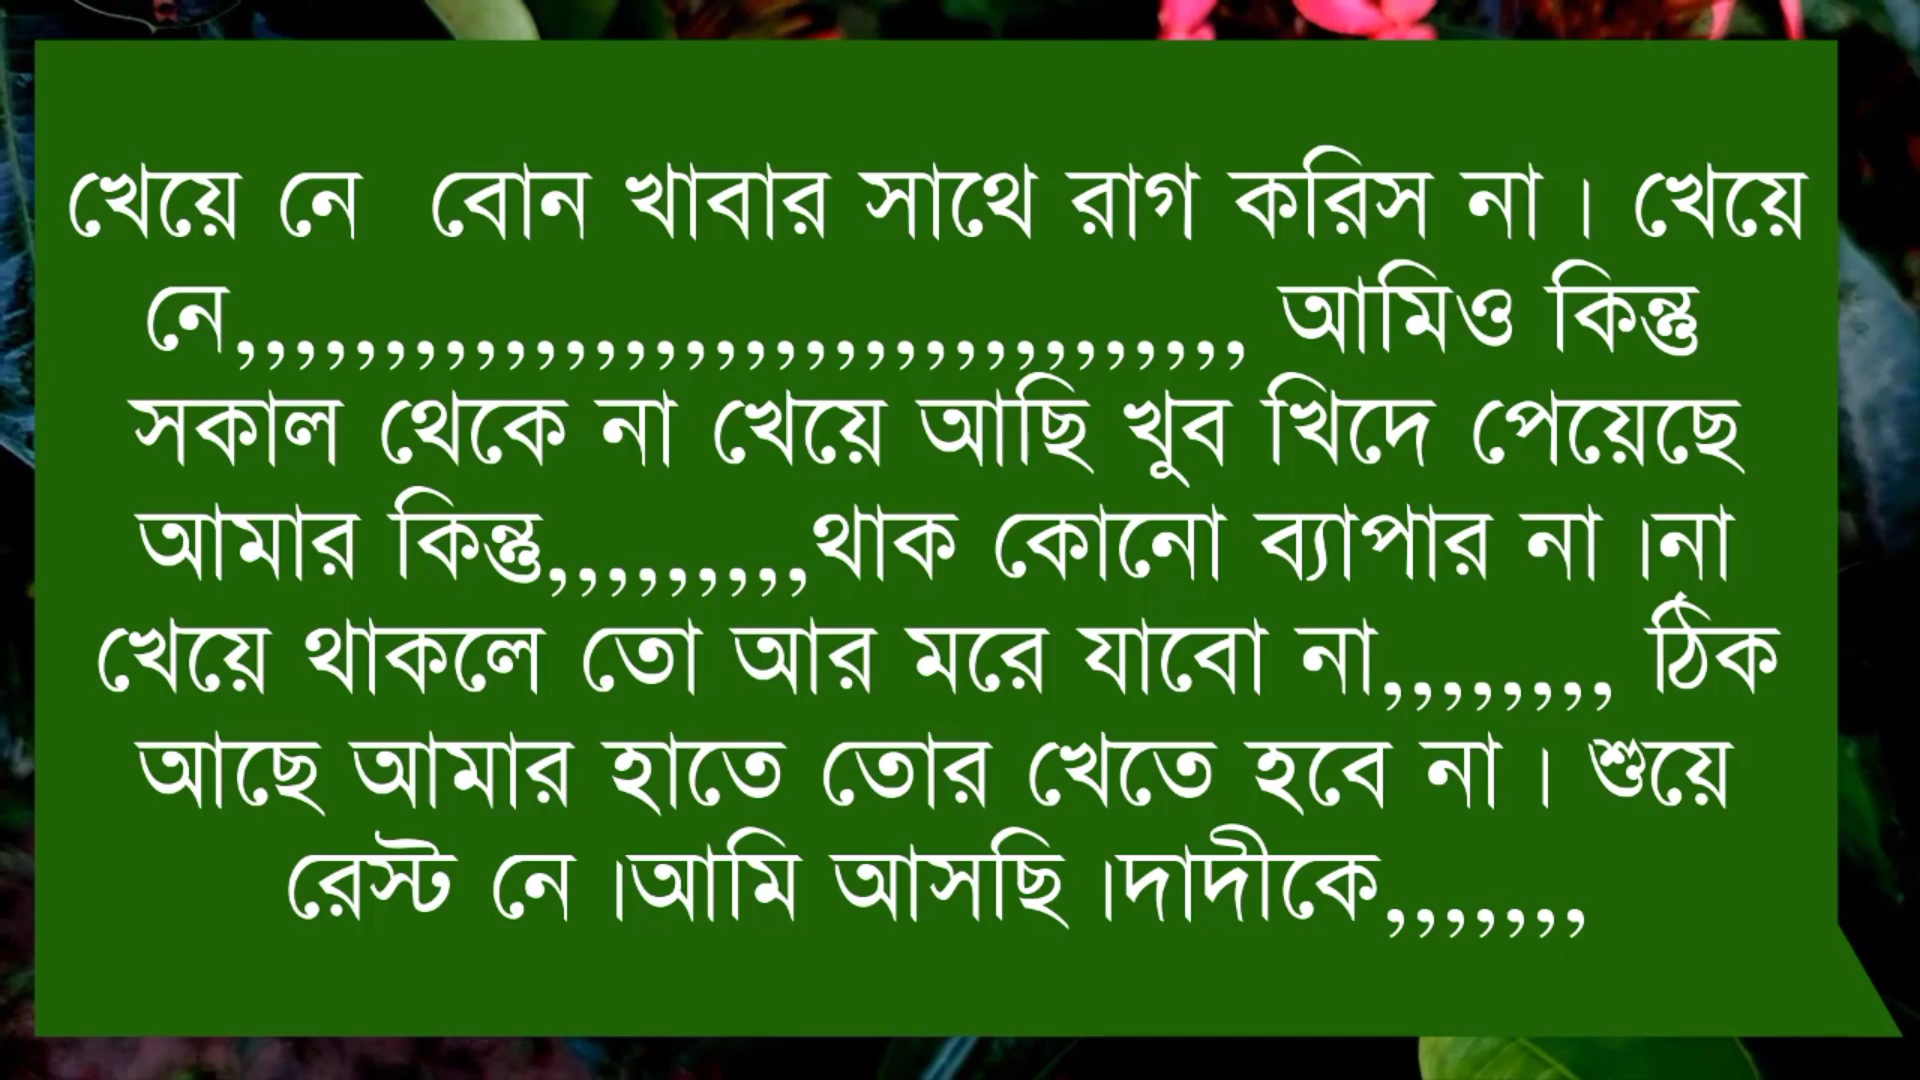 খেয়ে নে  বোন খাবার সাথে রাগ করিস না । খেয়ে
নে,,,,,,,,,,,,,,,,,,,,,,,,,,,,,,,,,, আমিও কিন্তু
সকাল থেকে না খেয়ে আছি খুব খিদে পেয়েছে
আমার কিন্তু,,,,,,,,,থাক কোনো ব্যাপার না ।না
খেয়ে থাকলে তো আর মরে যাবো না,,,,,,,, ঠিক
আছে আমার হাতে তোর খেতে হবে না । শুয়ে
রেস্ট নে ।আমি আসছি ।দাদীকে,,,,,,,